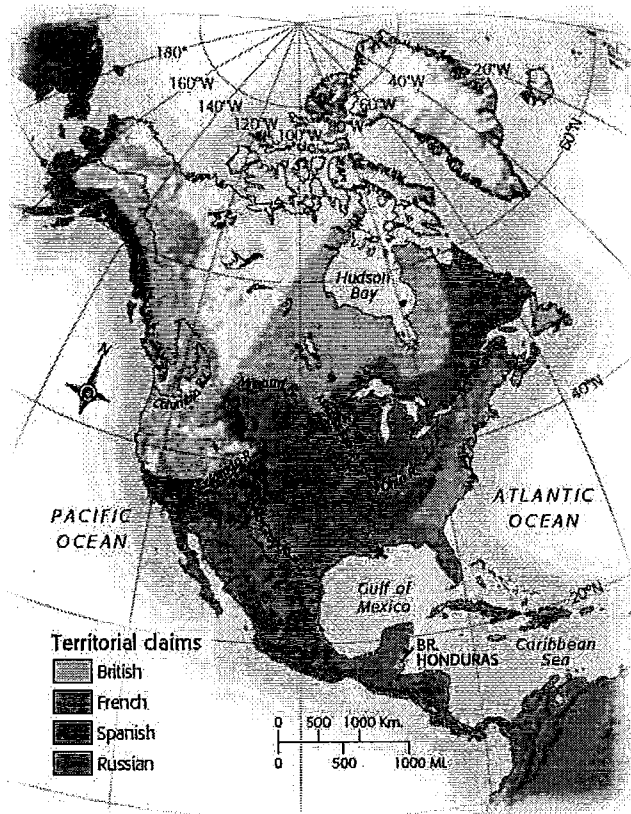 180°
160°W
140°W
120°W
100°W
60°W
40°W
20°W
60°N
Hudson
Bay
N
40°N
Missouri R.
PACIFIC
OCEAN
ATLANTIC
OCEAN
Gulf of
Mexico
20°N
BR.
HONDURAS
Caribbean
Sea
Territorial claims
British
French
Spanish
Russian
0 500 1000 Km.
0 500 1000 Mi.